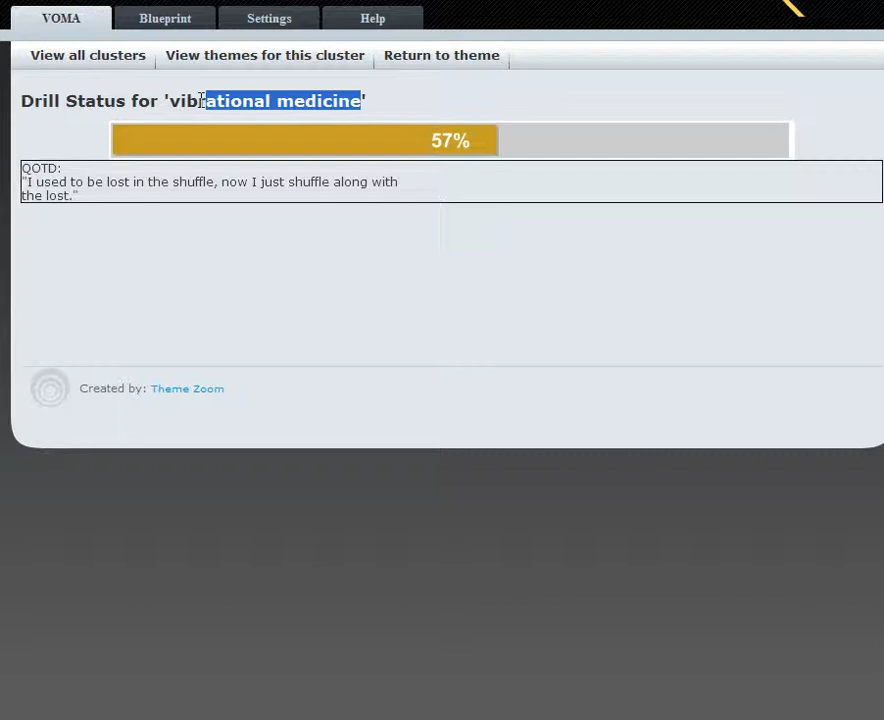 VOMA Blueprint Settings Help
View all clusters View themes for this cluster Return to theme
Drill Status for 'vibrational medicine'
57%
QOTD:
"I used to be lost in the shuffle, now I just shuffle along with
the lost."
Created by: Theme Zoom